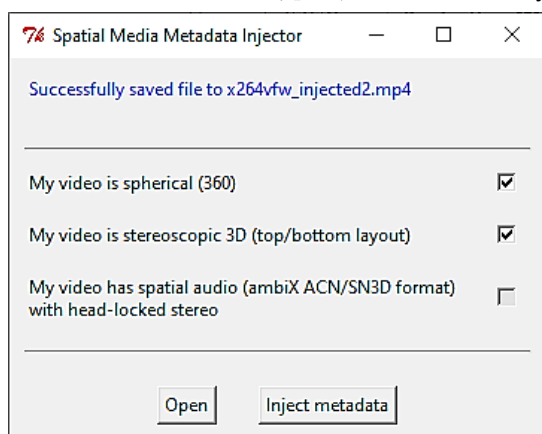 Spatial Media Metadata Injector
Successfully saved file to x264vfw_injected2.mp4
My video is spherical (360)
My video is stereoscopic 3D (top/bottom layout)
My video has spatial audio (ambiX ACN/SN3D format)
with head-locked stereo
Open Inject metadata